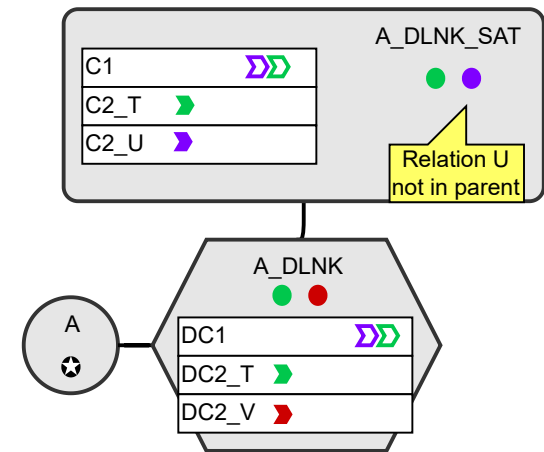 A_DLNK_SAT
C1
C2_T
C2_U
Relation U
not in parent
A_DLNK
A
DC1
DC2_T
DC2_V